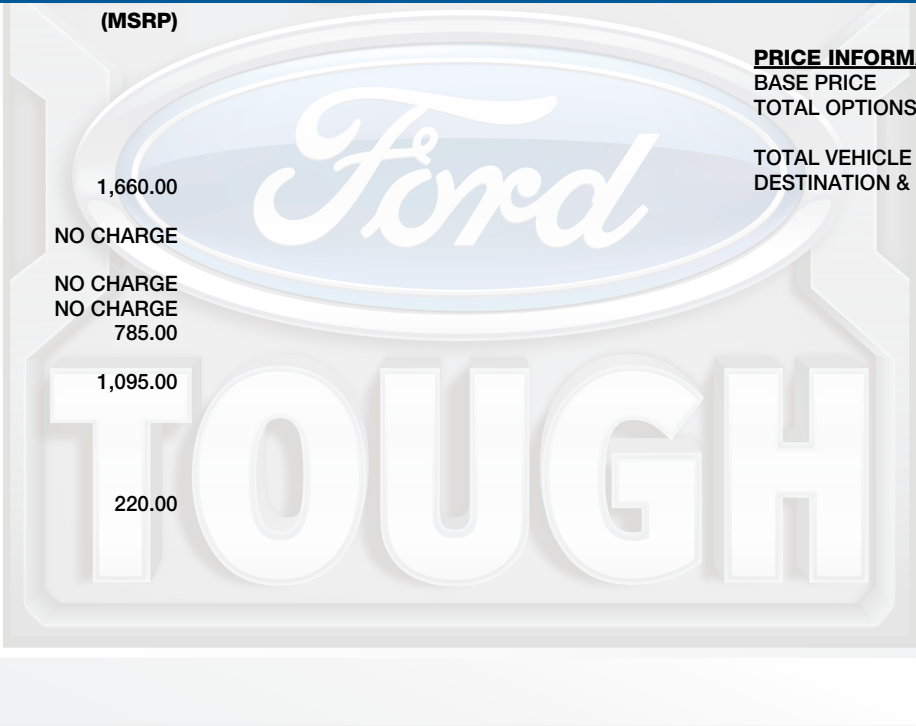 (MSRP)
1,660.00
NO CHARGE
NO CHARGE
NO CHARGE
785.00
1,095.00
220.00
PRICE INFORMA
BASE PRICE
TOTAL OPTIONS
TOTAL VEHICLE
DESTINATION &
Ford
TOUGH